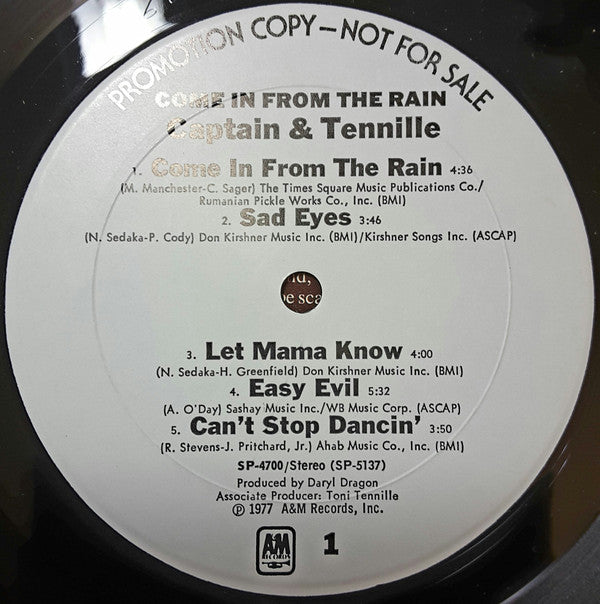 PROMOTION COPY—NOT FOR SALE
COME IN FROM THE RAIN
Captain & Tennille
1. Come In From The Rain 4:36
(M. Manchester-C. Sager) The Times Square Music Publications Co./
Rumanian Pickle Works Co., Inc. (BMI)
2. Sad Eyes 3:46
(N. Sedaka-P. Cody) Don Kirshner Music Inc. (BMI)/Kirshner Songs Inc. (ASCAP)
3. Let Mama Know 4:00
(N. Sedaka-H. Greenfield) Don Kirshner Music Inc. (BMI)
4. Easy Evil 5:32
(A. O'Day) Sashay Music Inc./WB Music Corp. (ASCAP)
5. Can't Stop Dancin' 3:50
(R. Stevens-J. Pritchard, Jr.) Ahab Music Co., Inc. (BMI)
SP-4700/Stereo (SP-5137)
Produced by Daryl Dragon
Associate Producer: Toni Tennille
℗ 1977 A&M Records, Inc.
A&M
RECORDS
1